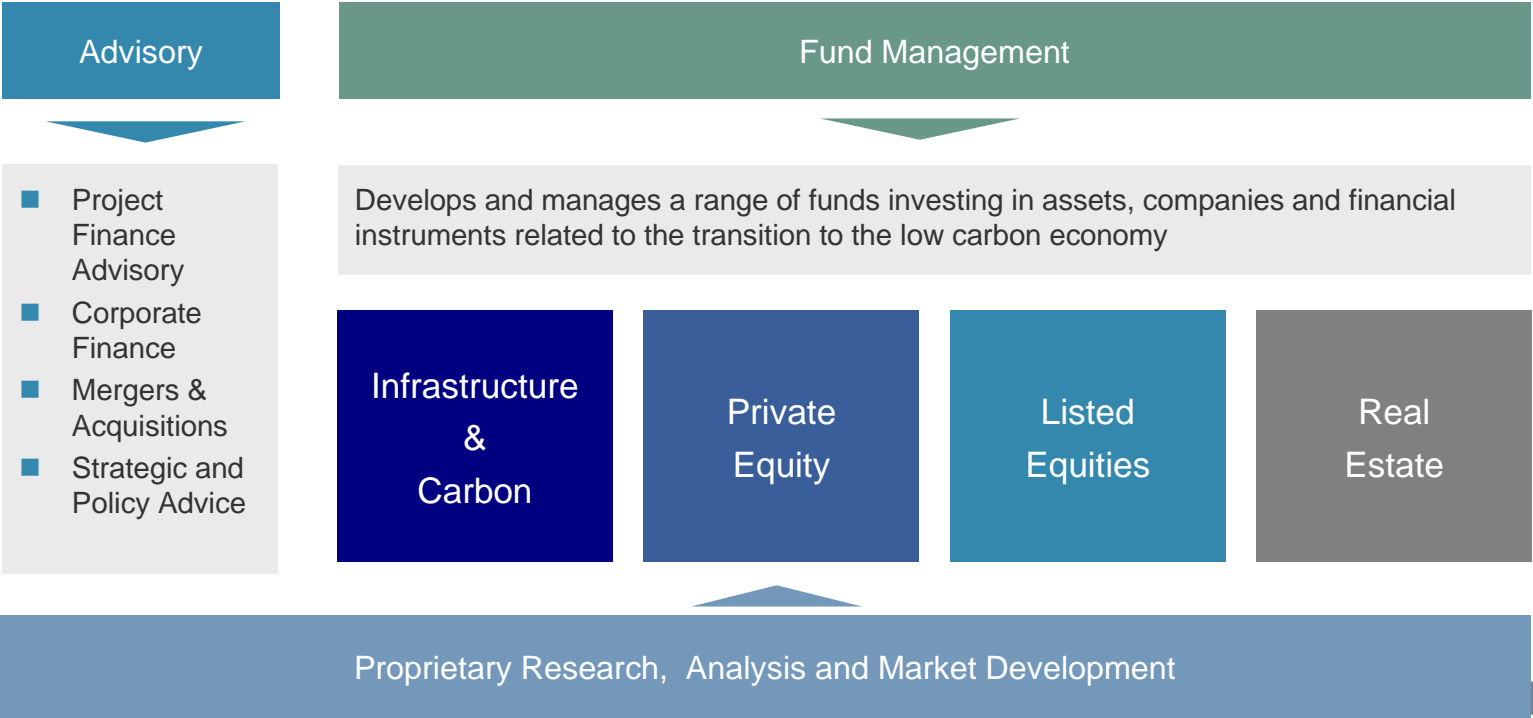 Advisory
Fund Management
Project
Finance
Advisory
Corporate
Finance
Mergers &
Acquisitions
Strategic and
Policy Advice
Develops and manages a range of funds investing in assets, companies and financial
instruments related to the transition to the low carbon economy
Infrastructure
&
Carbon
Private
Equity
Listed
Equities
Real
Estate
Proprietary Research,  Analysis and Market Development